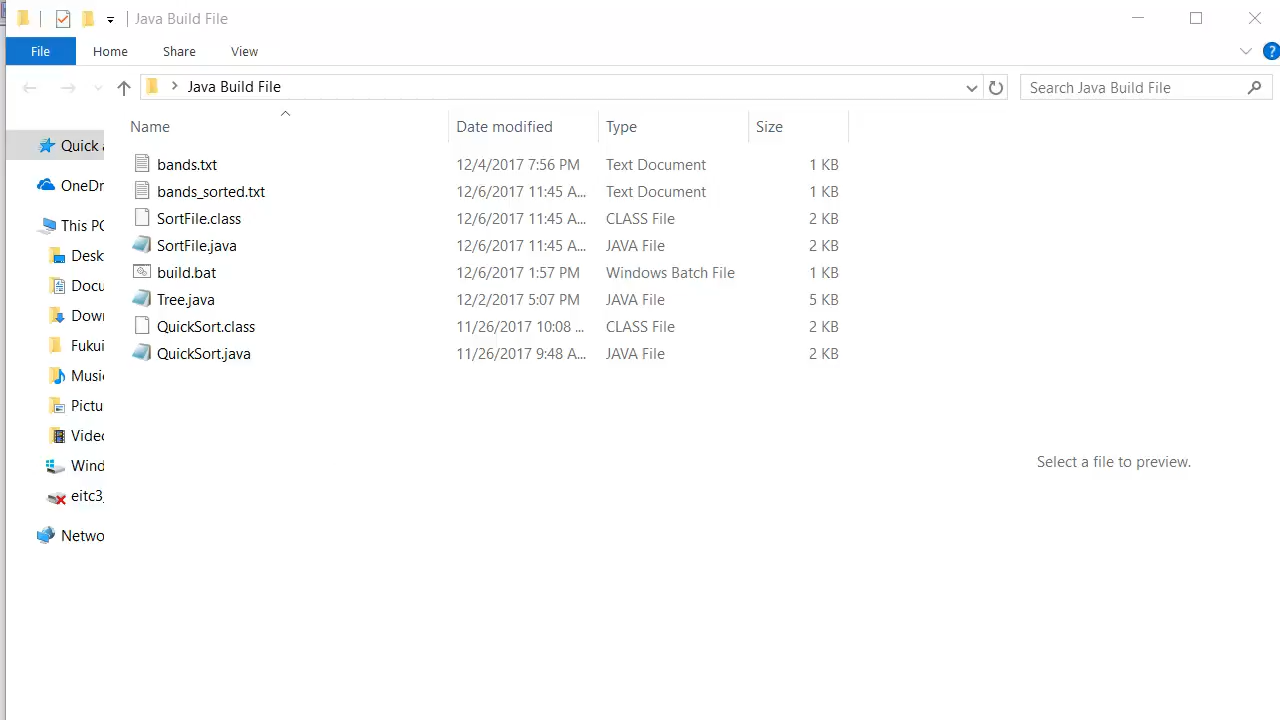 Java Build File
File Home Share View ?
Java Build File Search Java Build File
Name Date modified Type Size
Quick a
bands.txt 12/4/2017 7:56 PM Text Document 1 KB
OneDr
bands_sorted.txt 12/6/2017 11:45 A... Text Document 1 KB
SortFile.class 12/6/2017 11:45 A... CLASS File 2 KB
This PC
SortFile.java 12/6/2017 11:45 A... JAVA File 2 KB
Desk
build.bat 12/6/2017 1:57 PM Windows Batch File 1 KB
Docu
Tree.java 12/2/2017 5:07 PM JAVA File 5 KB
Dow
QuickSort.class 11/26/2017 10:08 ... CLASS File 2 KB
Fukui
QuickSort.java 11/26/2017 9:48 A... JAVA File 2 KB
Music
Pictu
Video
Wind
eitc3_
Select a file to preview.
Netwo